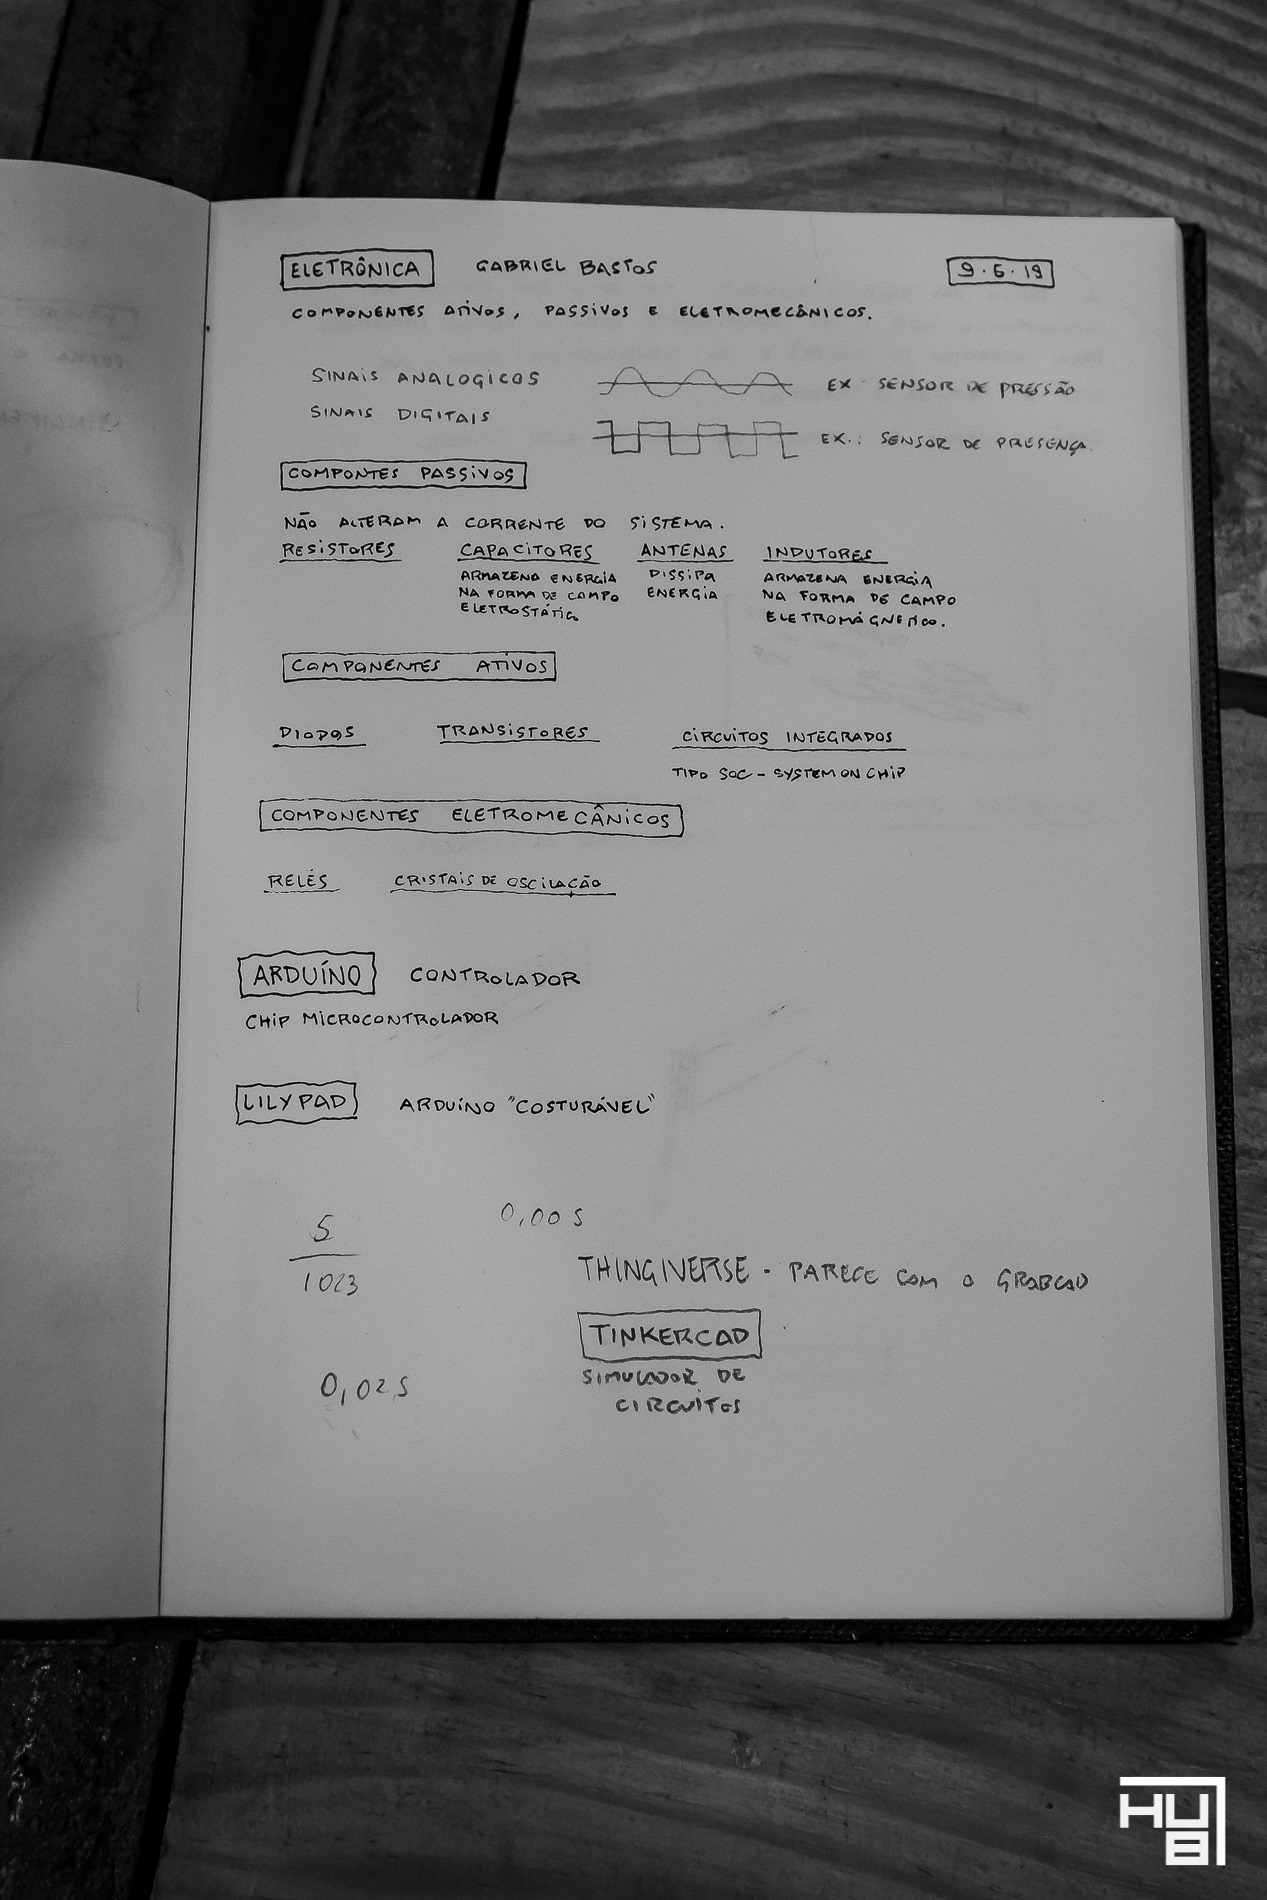 ELETRÔNICA GABRIEL BASTOS 9.5.19
COMPONENTES ATIVOS, PASSIVOS E ELETROMECÂNICOS.
SINAIS ANALOGICOS EX: SENSOR DE PRESSÃO
SINAIS DIGITAIS EX.: SENSOR DE PRESENÇA.
COMPONTES PASSIVOS
NÃO ALTERAM A CORRENTE DO SISTEMA.
RESISTORES CAPACITORES ANTENAS INDUTORES
ARMAZENA ENERGIA DISSIPA ARMAZENA ENERGIA
NA FORMA DE CAMPO ENERGIA NA FORMA DE CAMPO
ELETROSTÁTICO ELETROMÁGNETICO.
COMPONENTES ATIVOS
DIODOS TRANSISTORES CIRCUITOS INTEGRADOS
TIPO SOC - SYSTEM ON CHIP
COMPONENTES ELETROMECÂNICOS
RELÉS CRISTAIS DE OSCILAÇÃO
ARDUÍNO CONTROLADOR
CHIP MICROCONTROLADOR
LILYPAD ARDUÍNO "COSTURÁVEL"
5
1023
0,005
THINGIVERSE - PARECE COM O GRABCAD
TINKERCAD
SIMULADOR DE
CIRCUITOS
0,025
HUB